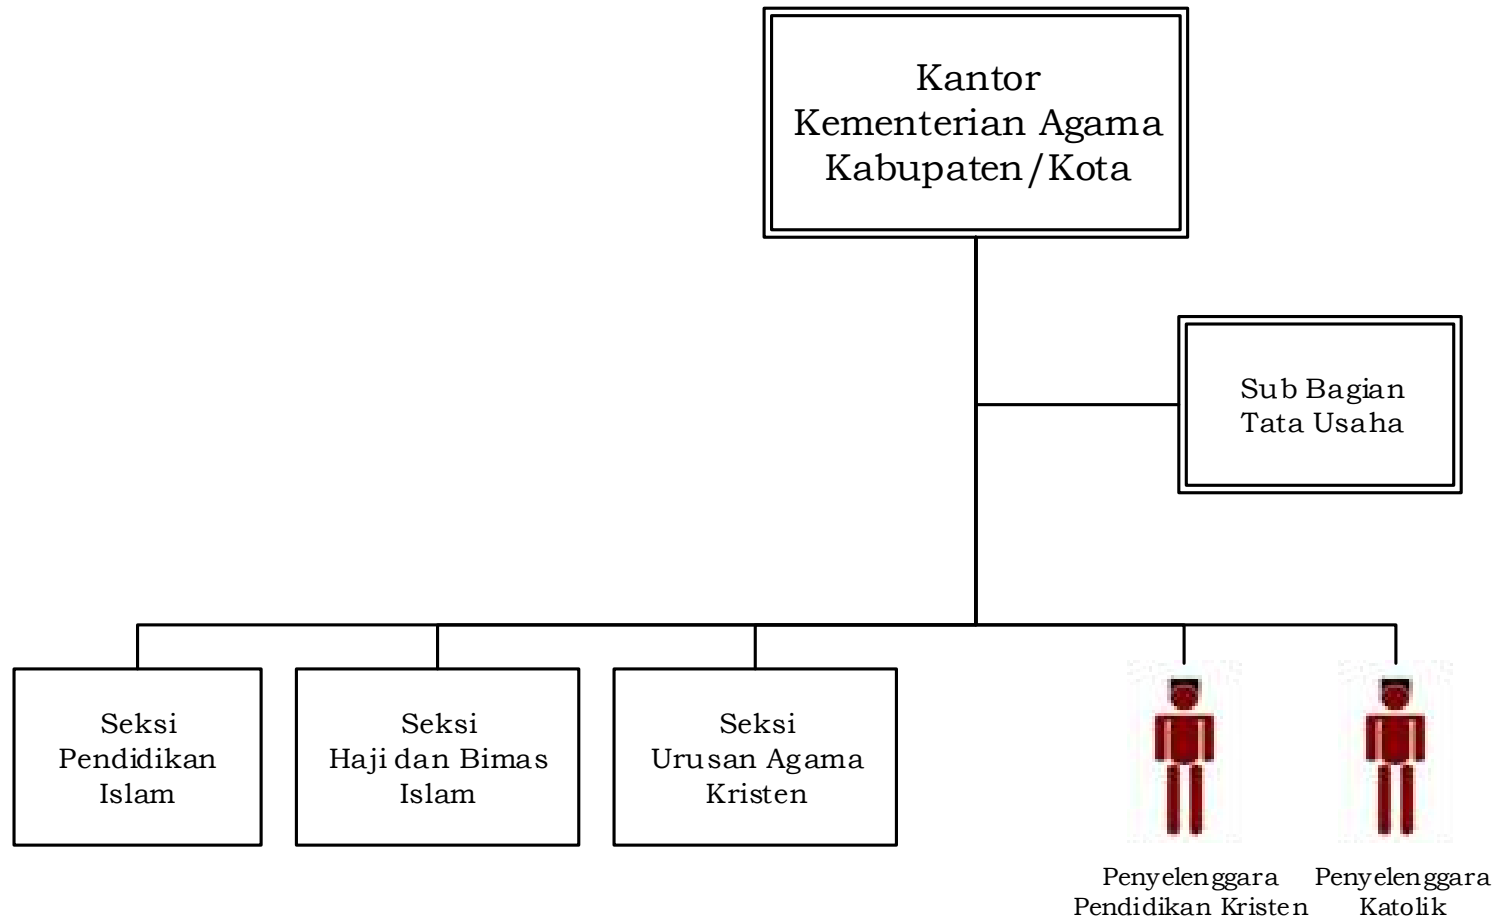 Kantor
Kementerian Agama
Kabupaten/Kota
Sub Bagian
Tata Usaha
Seksi
Pendidikan
Islam
Seksi
Haji dan Bimas
Islam
Seksi
Urusan Agama
Kristen
Penyelenggara
Pendidikan Kristen
Penyelenggara
Katolik